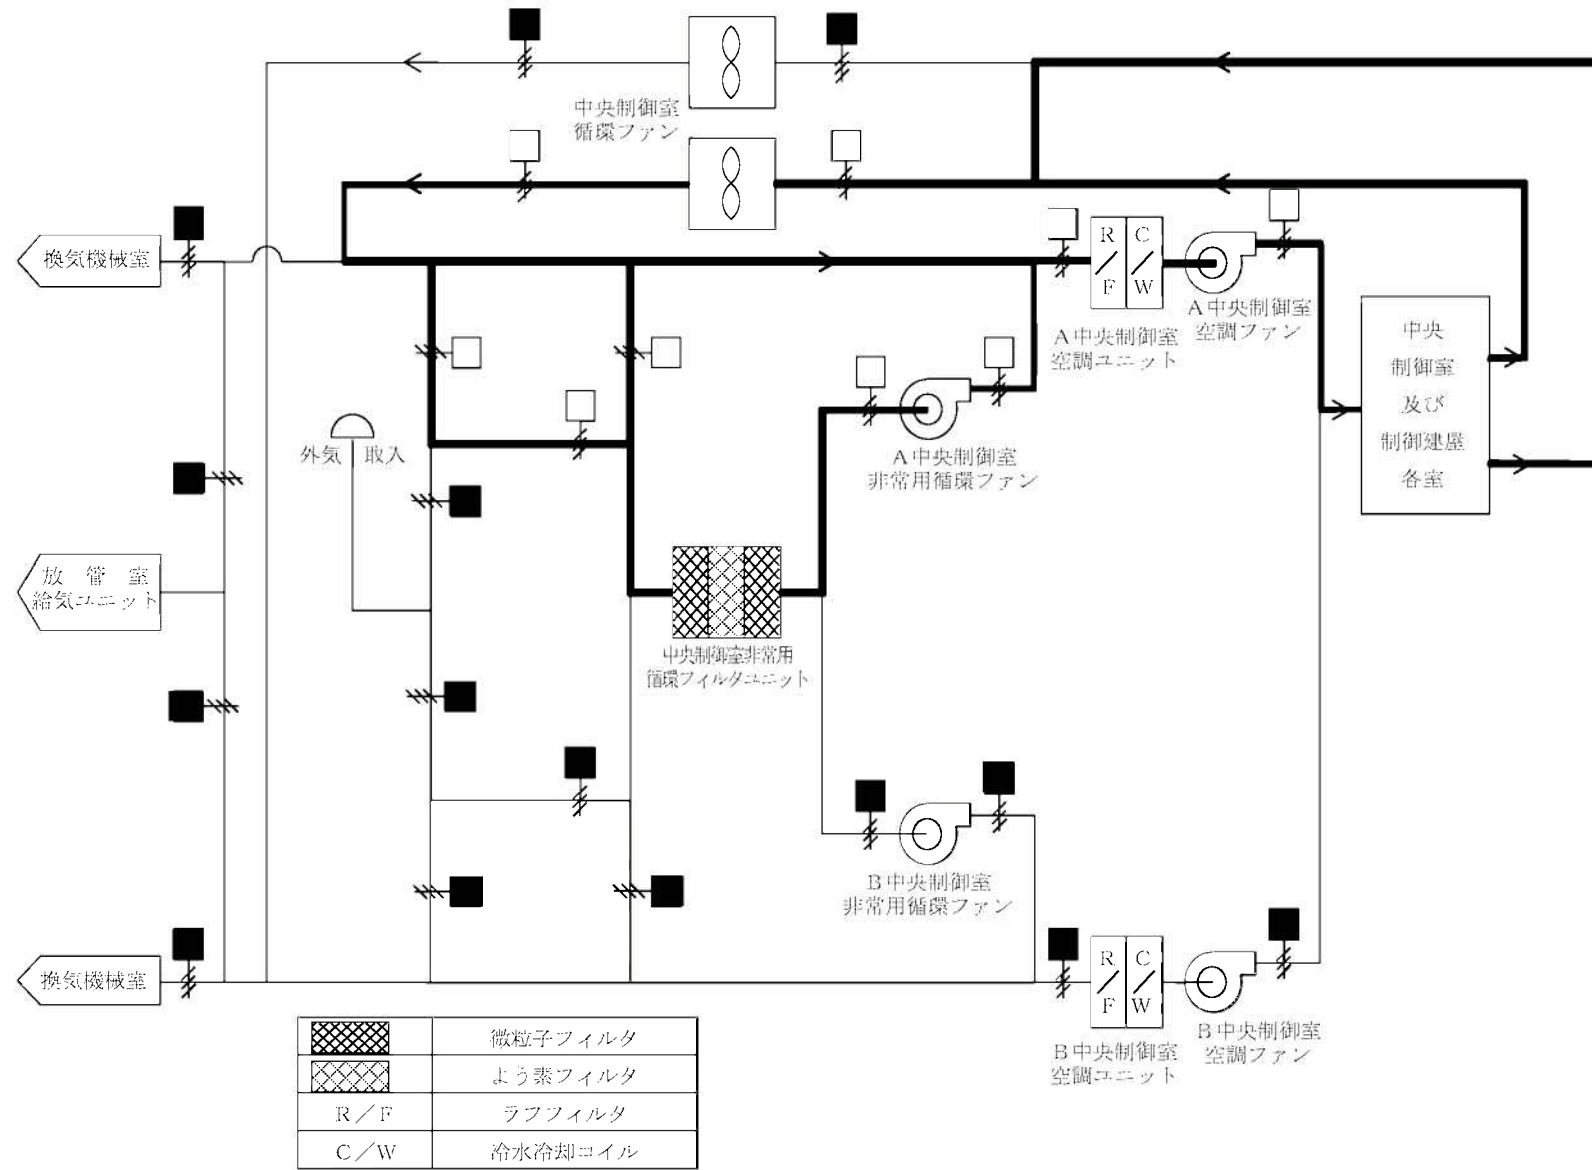 中央制御室
循環ファン
換気機械室
R
F
C
W
A中央制御室
空調ユニット
A中央制御室
空調ファン
中央
制御室
及び
制御建屋
各室
外気 取入
A中央制御室
非常用循環ファン
放管室
給気ユニット
中央制御室非常用
循環フィルタユニット
B中央制御室
非常用循環ファン
換気機械室
R
F
C
W
B中央制御室
空調ユニット
B中央制御室
空調ファン
微粒子フィルタ
よう素フィルタ
R/F ラフフィルタ
C/W 冷水冷却コイル